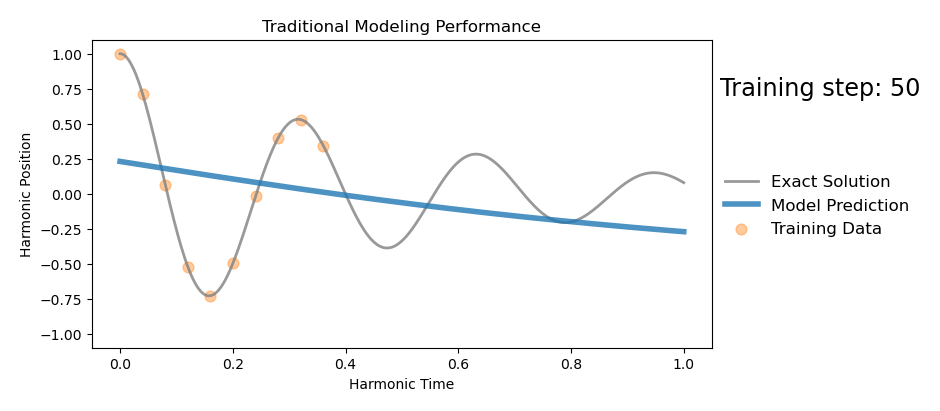 Traditional Modeling Performance
1.00
0.75
0.50
0.25
0.00
−0.25
−0.50
−0.75
−1.00
Harmonic Position
0.0
0.2
0.4
0.6
0.8
1.0
Harmonic Time
Training step: 50
Exact Solution
Model Prediction
Training Data